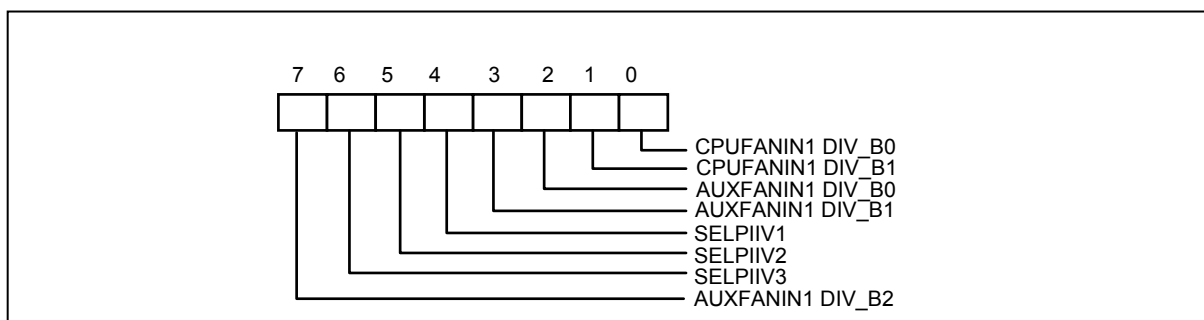 7 6 5 4 3 2 1 0
CPUFANIN1 DIV_B0
CPUFANIN1 DIV_B1
AUXFANIN1 DIV_B0
AUXFANIN1 DIV_B1
SELPIIV1
SELPIIV2
SELPIIV3
AUXFANIN1 DIV_B2